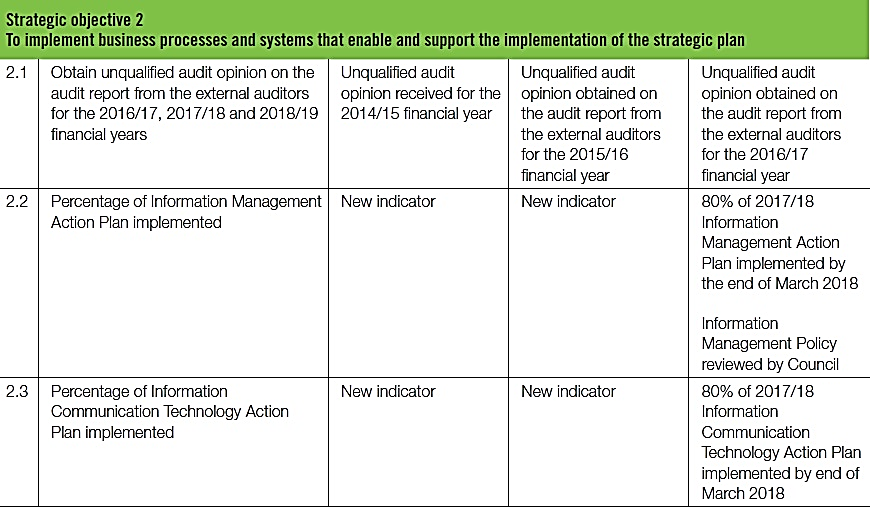 Strategic objective 2
To implement business processes and systems that enable and support the implementation of the strategic plan
2.1
Obtain unqualified audit opinion on the
audit report from the external auditors
for the 2016/17, 2017/18 and 2018/19
financial years
Unqualified audit
opinion received for the
2014/15 financial year
Unqualified audit
opinion obtained on
the audit report from
the external auditors
for the 2015/16
financial year
Unqualified audit
opinion obtained on
the audit report from
the external auditors
for the 2016/17
financial year
2.2
Percentage of Information Management
Action Plan implemented
New indicator
New indicator
80% of 2017/18
Information
Management Action
Plan implemented by
the end of March 2018
Information
Management Policy
reviewed by Council
2.3
Percentage of Information
Communication Technology Action
Plan implemented
New indicator
New indicator
80% of 2017/18
Information
Communication
Technology Action Plan
implemented by end of
March 2018